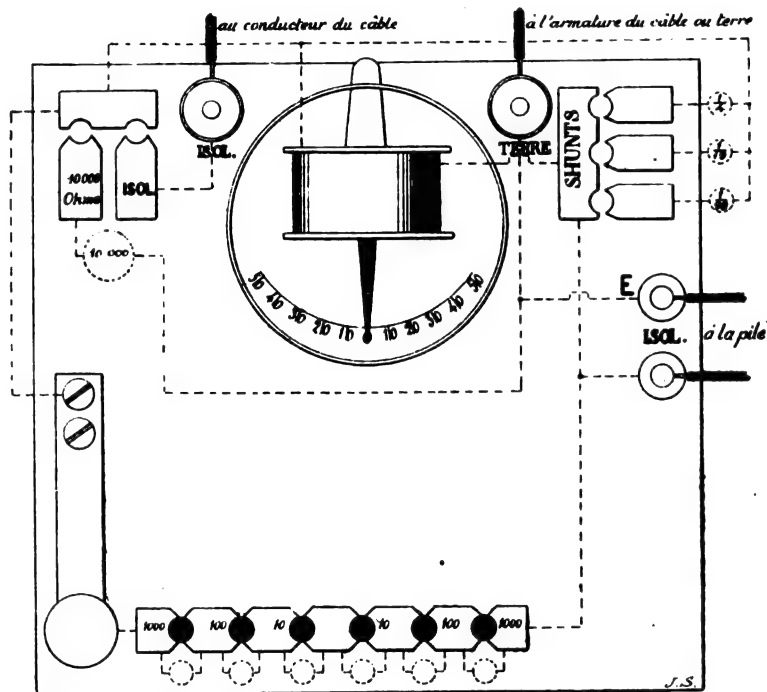 au conducteur du câble
à l'armature du câble ou terre
ISOL.
TERRE
SHUNTS
10000 Ohms
ISOL.
10 000
50 40 30 20 10 10 20 30 40 50
E.
ISOL.
à la pile
1000 100 10 10 100 1000
J.S.